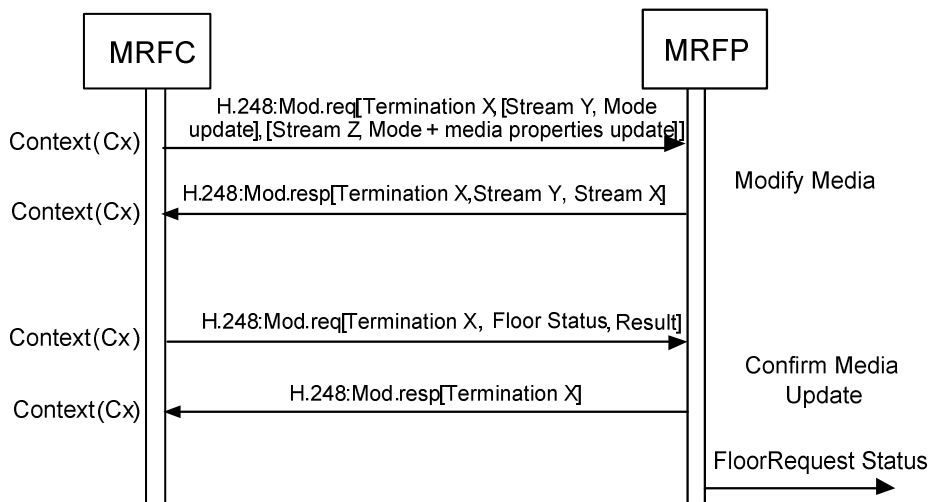 MRFC
MRFP
H.248:Mod.req[Termination X, [Stream Y, Mode
update], [Stream Z, Mode + media properties update]]
Context(Cx)
Modify Media
H.248:Mod.resp[Termination X,Stream Y, Stream X]
Context(Cx)
H.248:Mod.req[Termination X, Floor Status, Result]
Context(Cx)
Confirm Media
Update
H.248:Mod.resp[Termination X]
Context(Cx)
FloorRequest Status